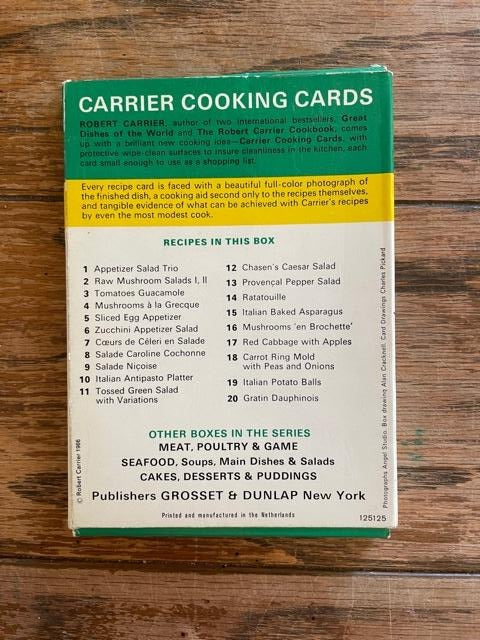 CARRIER COOKING CARDS
ROBERT CARRIER, author of two international bestsellers, Great
Dishes of the World and The Robert Carrier Cookbook, comes
up with a brilliant new cooking idea—Carrier Cooking Cards, with
protective wipe-clean surfaces to insure cleanliness in the kitchen, each
card small enough to use as a shopping list.
Every recipe card is faced with a beautiful full-color photograph of
the finished dish, a cooking aid second only to the recipes themselves,
and tangible evidence of what can be achieved with Carrier's recipes
by even the most modest cook.
RECIPES IN THIS BOX
1 Appetizer Salad Trio
2 Raw Mushroom Salads I, II
3 Tomatoes Guacamole
4 Mushrooms à la Grecque
5 Sliced Egg Appetizer
6 Zucchini Appetizer Salad
7 Cœurs de Céleri en Salade
8 Salade Caroline Cochonne
9 Salade Niçoise
10 Italian Antipasto Platter
11 Tossed Green Salad
with Variations
12 Chasen's Caesar Salad
13 Provençal Pepper Salad
14 Ratatouille
15 Italian Baked Asparagus
16 Mushrooms 'en Brochette'
17 Red Cabbage with Apples
18 Carrot Ring Mold
with Peas and Onions
19 Italian Potato Balls
20 Gratin Dauphinois
OTHER BOXES IN THE SERIES
MEAT, POULTRY & GAME
SEAFOOD, Soups, Main Dishes & Salads
CAKES, DESSERTS & PUDDINGS
Publishers GROSSET & DUNLAP New York
Printed and manufactured in the Netherlands
125125
© Robert Carrier 1966
Photographs Angel Studio. Box drawing Alan Cracknell. Card Drawings Charles Pickard